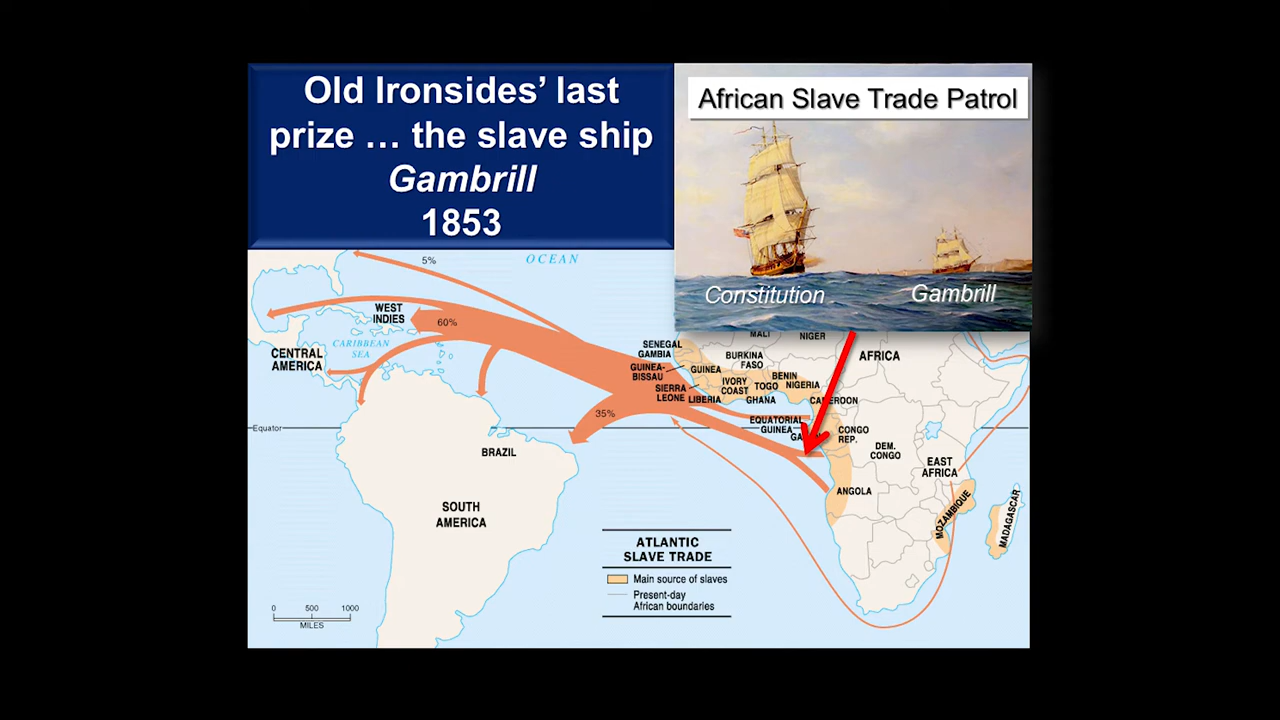 Old Ironsides’ last
prize … the slave ship
Gambrill
1853
African Slave Trade Patrol
Constitution
Gambrill
OCEAN
5%
WEST
INDIES
60%
CARIBBEAN
SEA
CENTRAL
AMERICA
SENEGAL
GAMBIA
GUINEA-
BISSAU
GUINEA
SIERRA
LEONE
LIBERIA
IVORY
COAST
BURKINA
FASO
MALI
NIGER
TOGO
BENIN
GHANA
NIGERIA
CAMEROON
AFRICA
35%
Equator
EQUATORIAL
GUINEA
CONGO
REP.
DEM.
CONGO
EAST
AFRICA
BRAZIL
SOUTH
AMERICA
ANGOLA
MOZAMBIQUE
MADAGASCAR
ATLANTIC
SLAVE TRADE
Main source of slaves
Present-day
African boundaries
0 500 1000
MILES